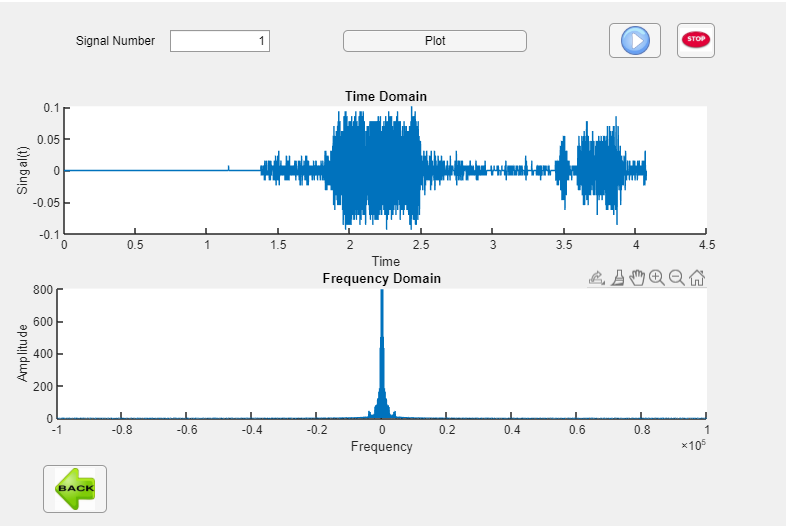 Signal Number 1 Plot STOP
Time Domain
Singal(t)
0.1
0.05
0
-0.05
-0.1
0 0.5 1 1.5 2 2.5 3 3.5 4 4.5
Time
Frequency Domain
Amplitude
800
600
400
200
0
-1 -0.8 -0.6 -0.4 -0.2 0 0.2 0.4 0.6 0.8 1
Frequency
×10⁵
BACK